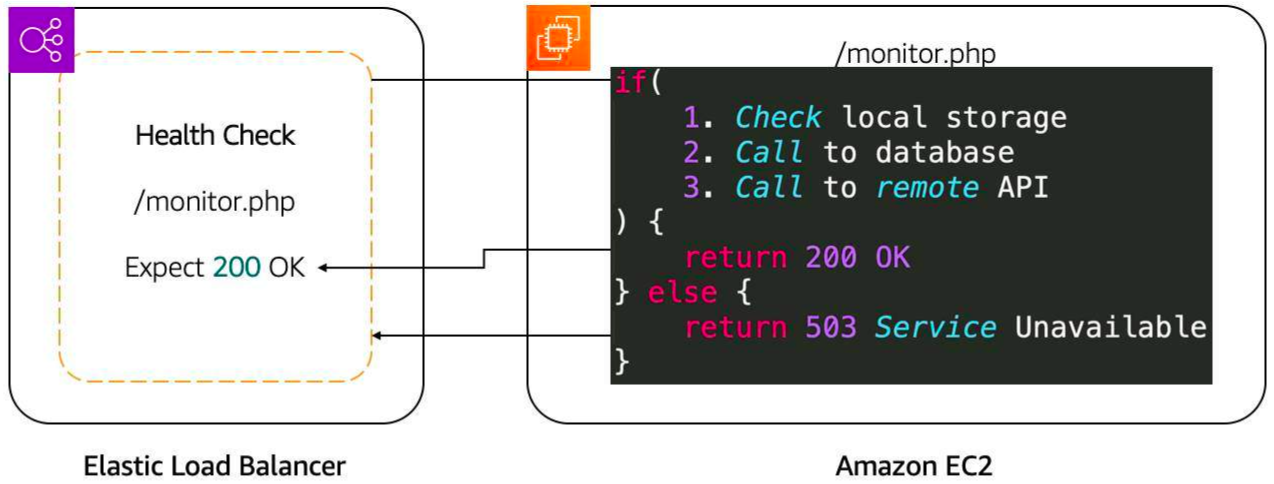 Health Check
/monitor.php
Expect 200 OK
Elastic Load Balancer
/monitor.php
if(
1. Check local storage
2. Call to database
3. Call to remote API
) {
return 200 OK
} else {
return 503 Service Unavailable
}
Amazon EC2